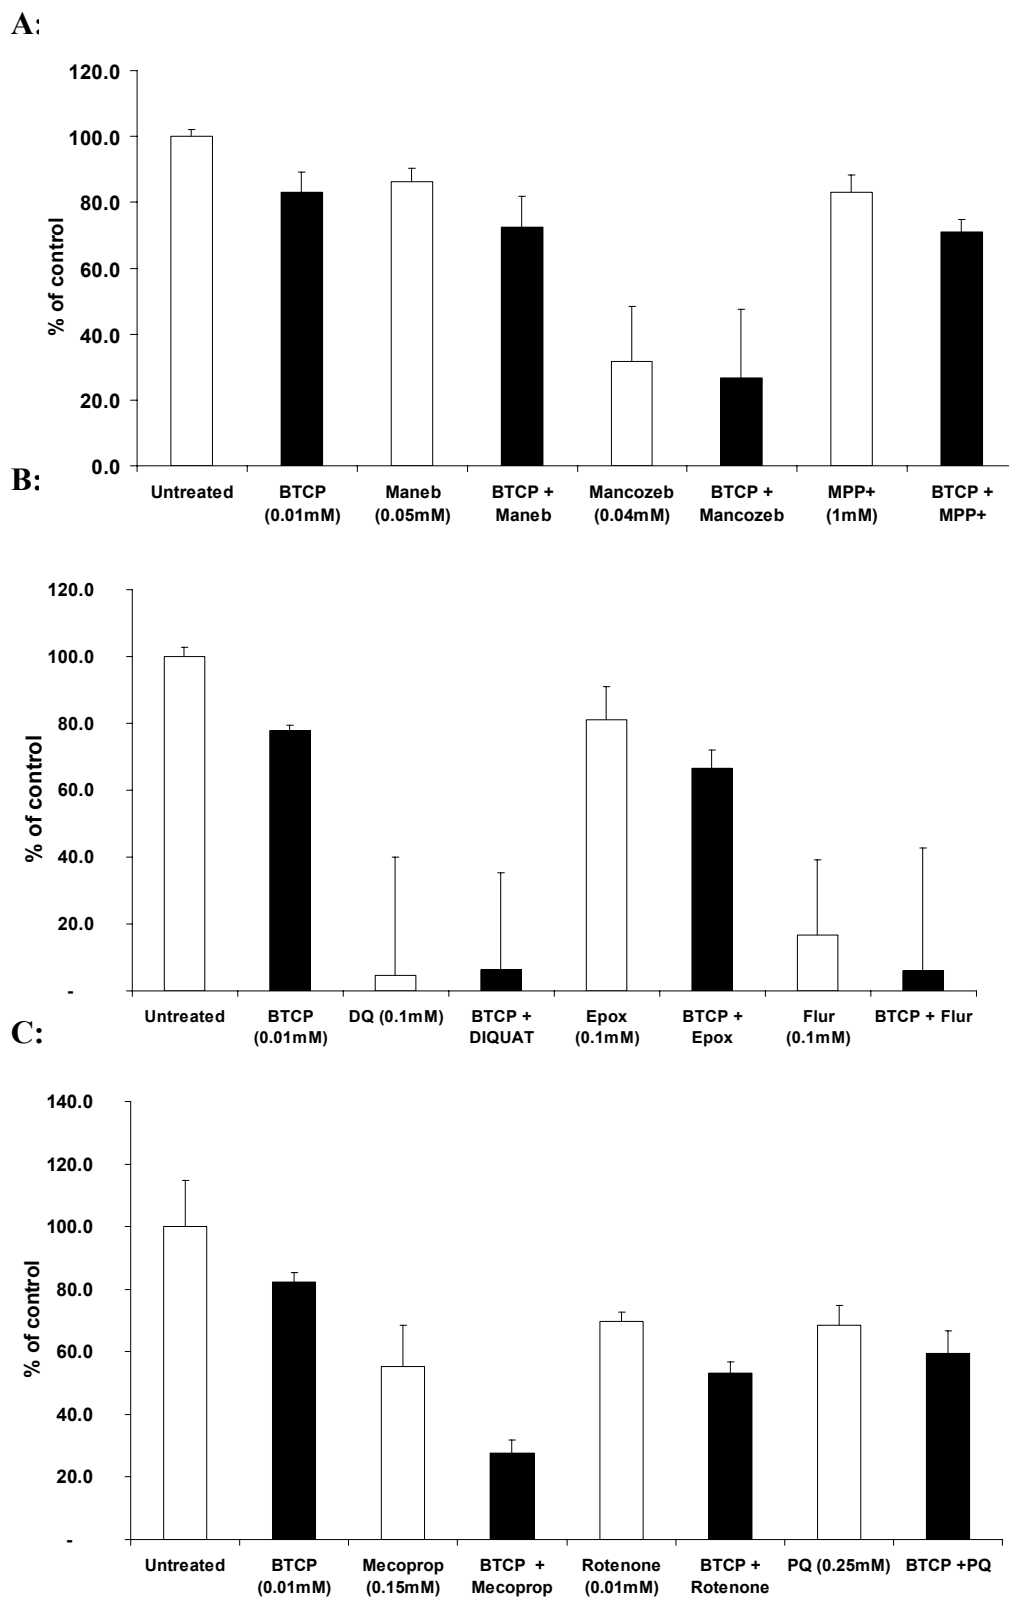 A:
120.0
100.0
80.0
60.0
40.0
20.0
0.0
% of control
Untreated BTCP Maneb BTCP + Mancozeb BTCP + MPP+ BTCP +
(0.01mM) (0.05mM) Maneb (0.04mM) Mancozeb (1mM) MPP+
B:
120.0
100.0
80.0
60.0
40.0
20.0
-
% of control
Untreated BTCP DQ (0.1mM) BTCP + Epox BTCP + Flur BTCP + Flur
(0.01mM) DIQUAT (0.1mM) Epox (0.1mM)
C:
140.0
120.0
100.0
80.0
60.0
40.0
20.0
-
% of control
Untreated BTCP Mecoprop BTCP + Rotenone BTCP + PQ (0.25mM) BTCP +PQ
(0.01mM) (0.15mM) Mecoprop (0.01mM) Rotenone